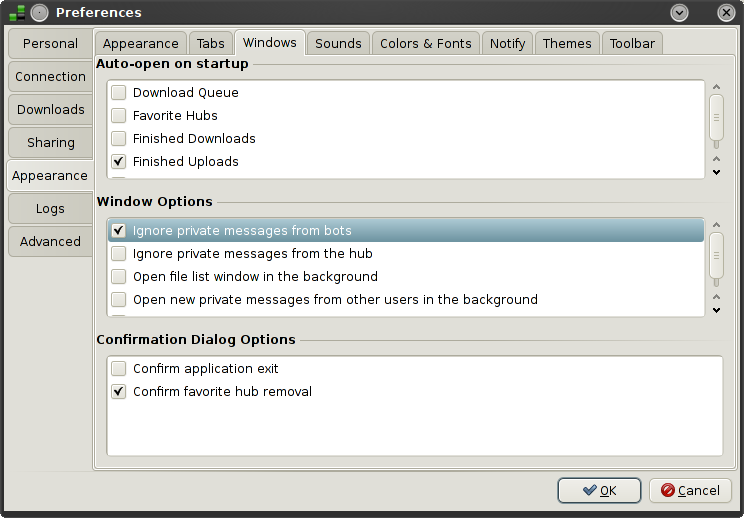 Preferences
Personal
Connection
Downloads
Sharing
Appearance
Logs
Advanced
Appearance Tabs Windows Sounds Colors & Fonts Notify Themes Toolbar
Auto-open on startup
Download Queue
Favorite Hubs
Finished Downloads
Finished Uploads
Window Options
Ignore private messages from bots
Ignore private messages from the hub
Open file list window in the background
Open new private messages from other users in the background
Confirmation Dialog Options
Confirm application exit
Confirm favorite hub removal
OK Cancel